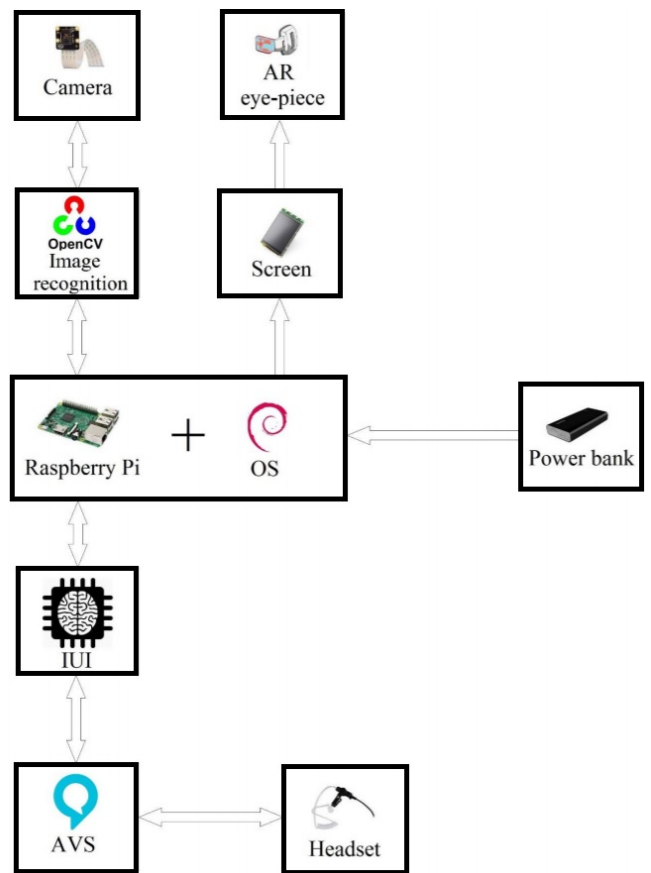 Camera
AR
eye-piece
OpenCV
Image
recognition
Screen
Raspberry Pi
+
OS
Power bank
IUI
AVS
Headset